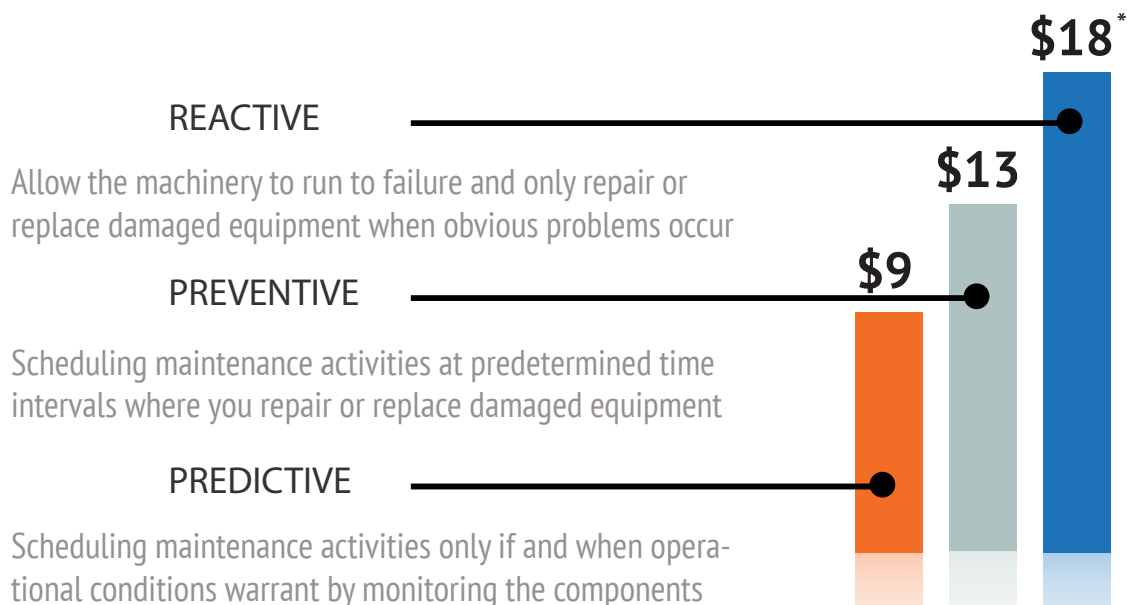 $18*
REACTIVE
$13
Allow the machinery to run to failure and only repair or
replace damaged equipment when obvious problems occur
$9
PREVENTIVE
Scheduling maintenance activities at predetermined time
intervals where you repair or replace damaged equipment
PREDICTIVE
Scheduling maintenance activities only if and when opera-
tional conditions warrant by monitoring the components